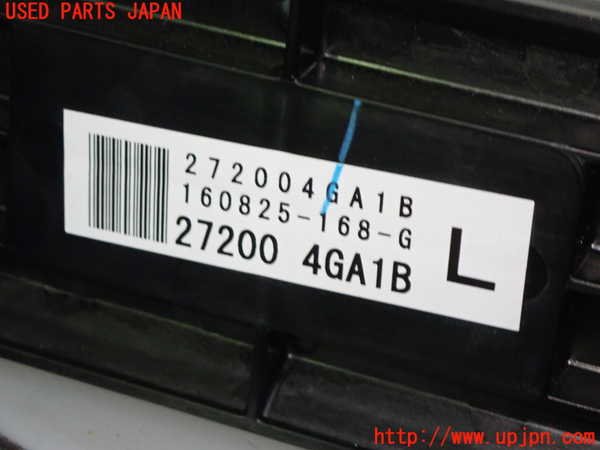 USED PARTS JAPAN
272004GA1B
160825-168-G
27200 4GA1B
L
http://www.upjpn.com